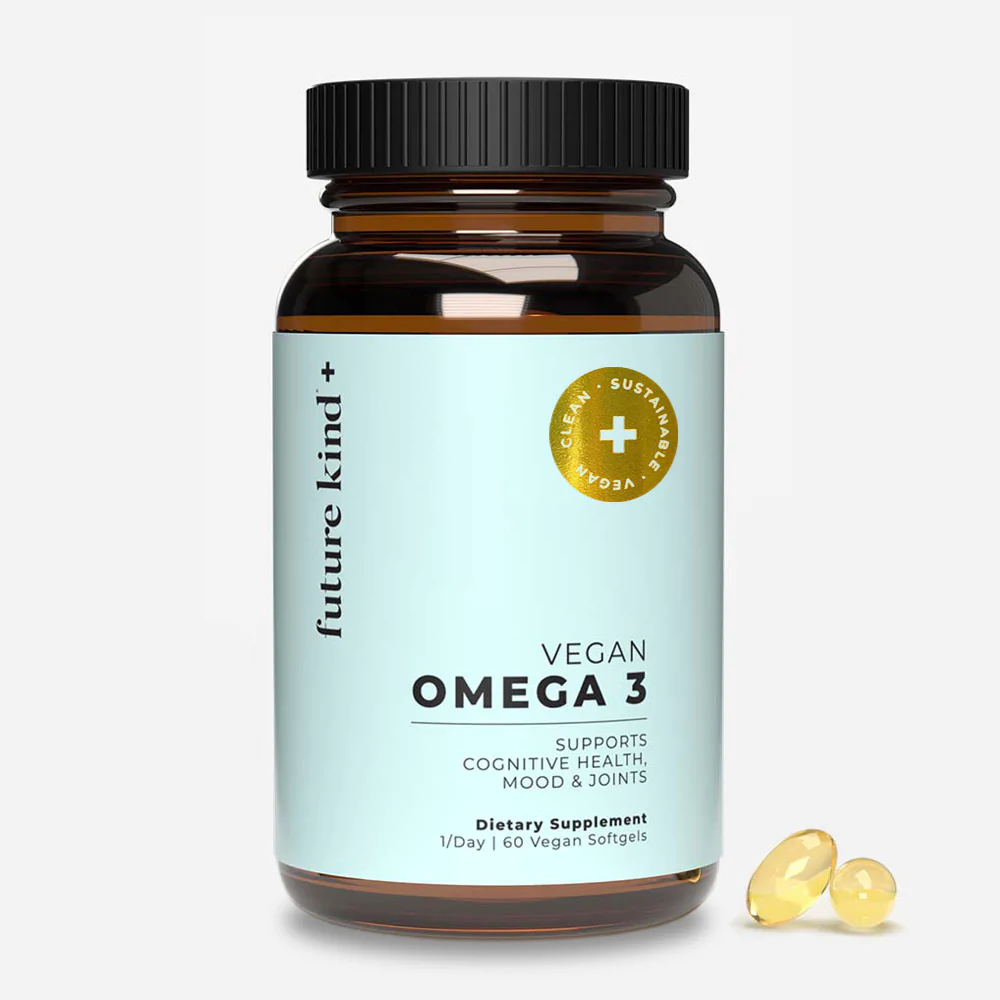 future kind+
CLEAN · SUSTAINABLE · VEGAN
VEGAN
OMEGA 3
SUPPORTS
COGNITIVE HEALTH,
MOOD & JOINTS
Dietary Supplement
1/Day | 60 Vegan Softgels